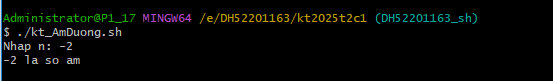 Administrator@P1_17 MINGW64 /e/DH52201163/kt2025t2c1 (DH52201163_sh)
$ ./kt_AmDuong.sh
Nhap n: -2
-2 la so am